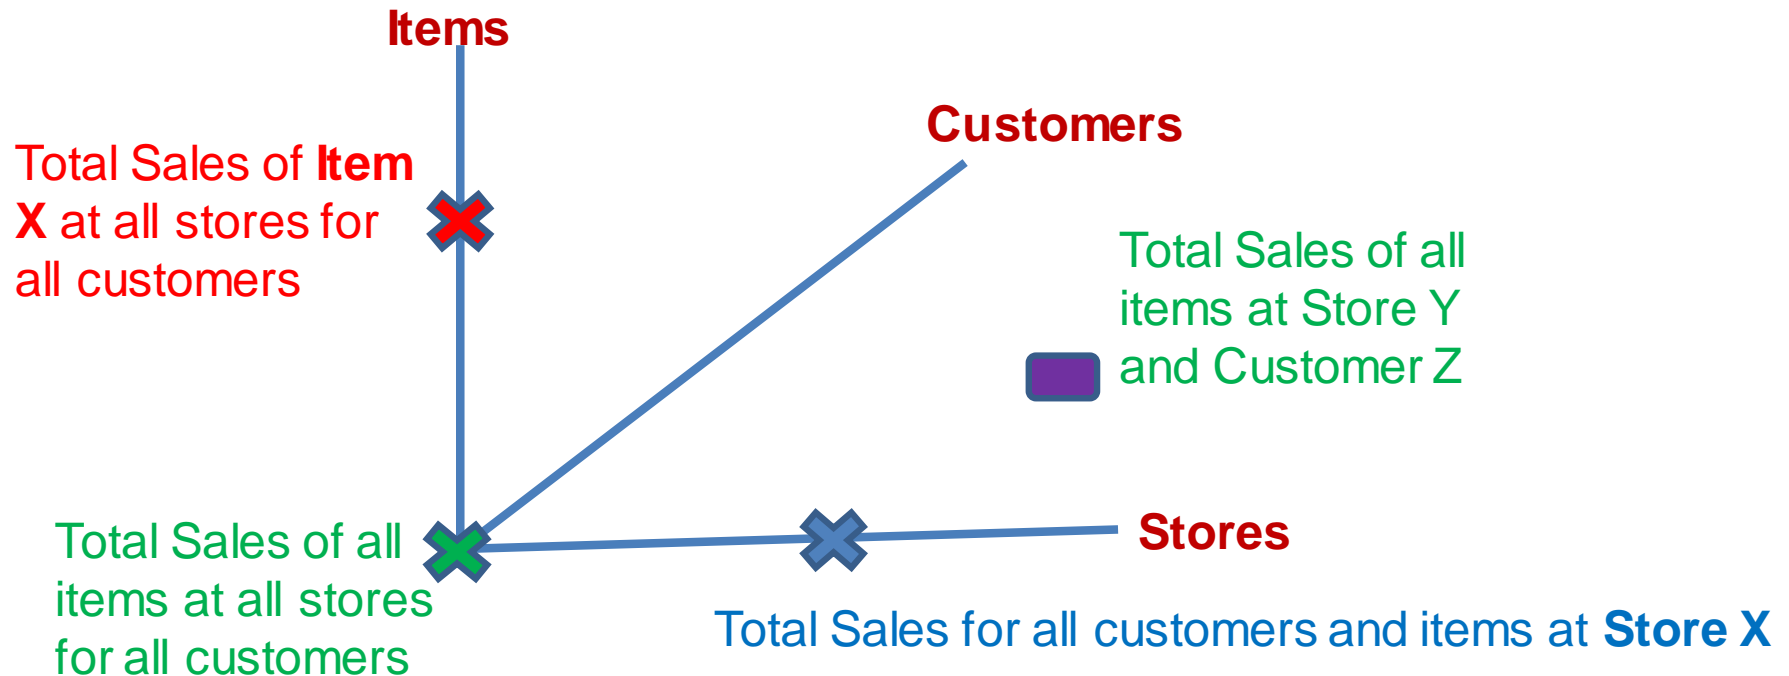 Items
Customers
Total Sales of Item
X at all stores for
all customers
Total Sales of all
items at Store Y
and Customer Z
Stores
Total Sales of all
items at all stores
for all customers
Total Sales for all customers and items at Store X